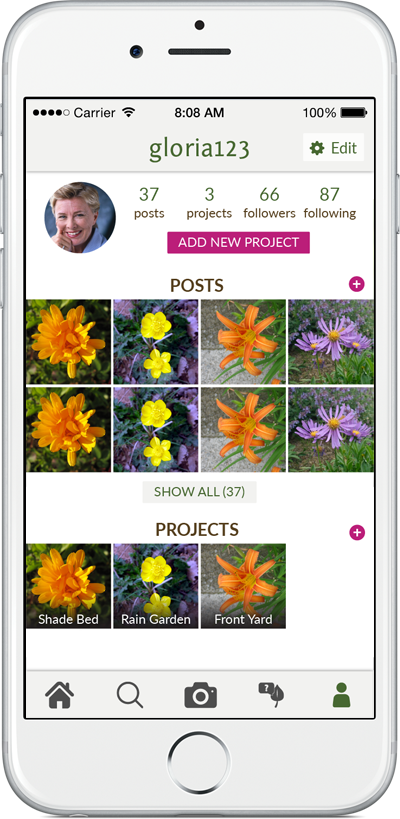 Carrier 8:08 AM 100%
gloria123
Edit
37 3 66 87
posts projects followers following
ADD NEW PROJECT
POSTS
SHOW ALL (37)
PROJECTS
Shade Bed Rain Garden Front Yard
?